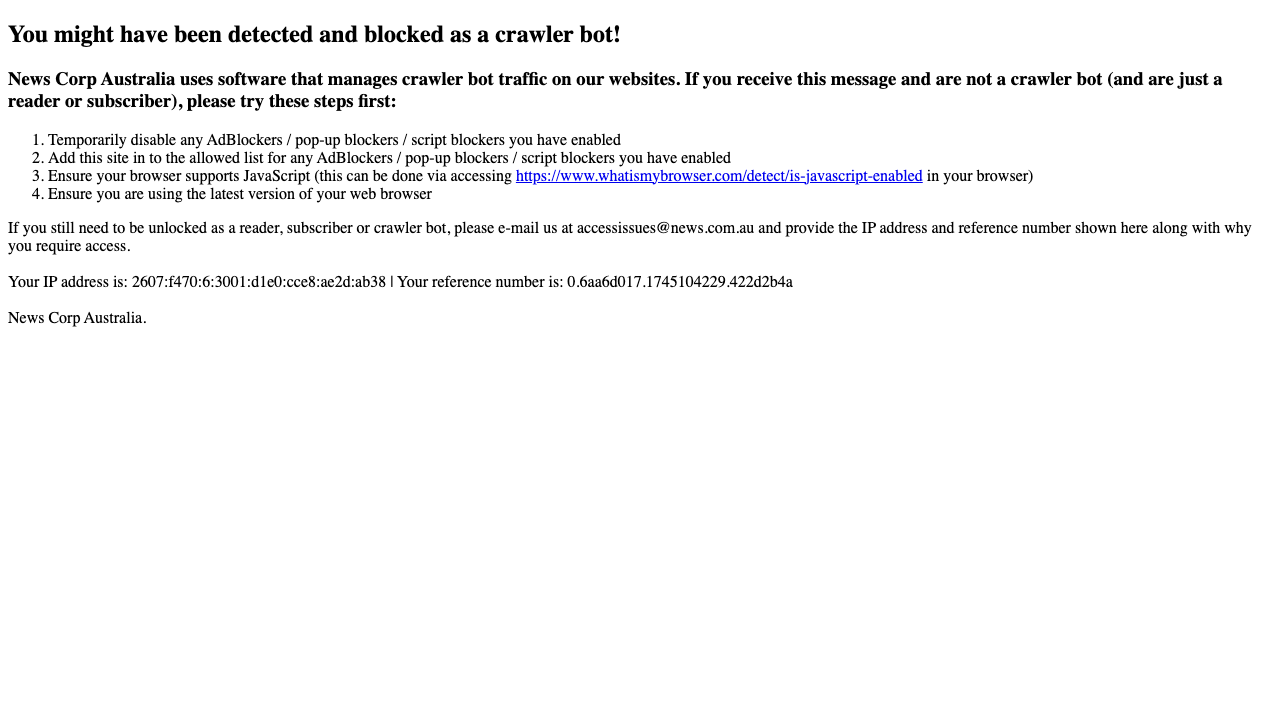 You might have been detected and blocked as a crawler bot!
News Corp Australia uses software that manages crawler bot traffic on our websites. If you receive this message and are not a crawler bot (and are just a
reader or subscriber), please try these steps first:
1. Temporarily disable any AdBlockers / pop-up blockers / script blockers you have enabled
2. Add this site in to the allowed list for any AdBlockers / pop-up blockers / script blockers you have enabled
3. Ensure your browser supports JavaScript (this can be done via accessing https://www.whatismybrowser.com/detect/is-javascript-enabled in your browser)
4. Ensure you are using the latest version of your web browser
If you still need to be unlocked as a reader, subscriber or crawler bot, please e-mail us at accessissues@news.com.au and provide the IP address and reference number shown here along with why
you require access.
Your IP address is: 2607:f470:6:3001:d1e0:cce8:ae2d:ab38 | Your reference number is: 0.6aa6d017.1745104229.422d2b4a
News Corp Australia.